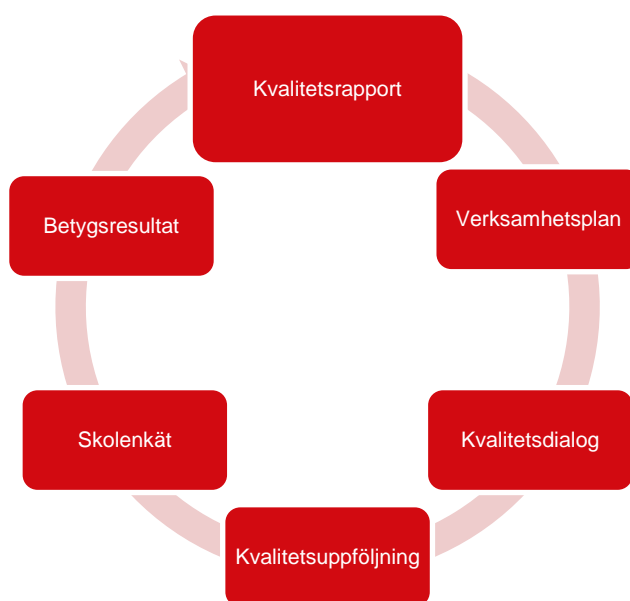 Kvalitetsrapport
Verksamhetsplan
Kvalitetsdialog
Kvalitetsuppföljning
Skolenkät
Betygsresultat